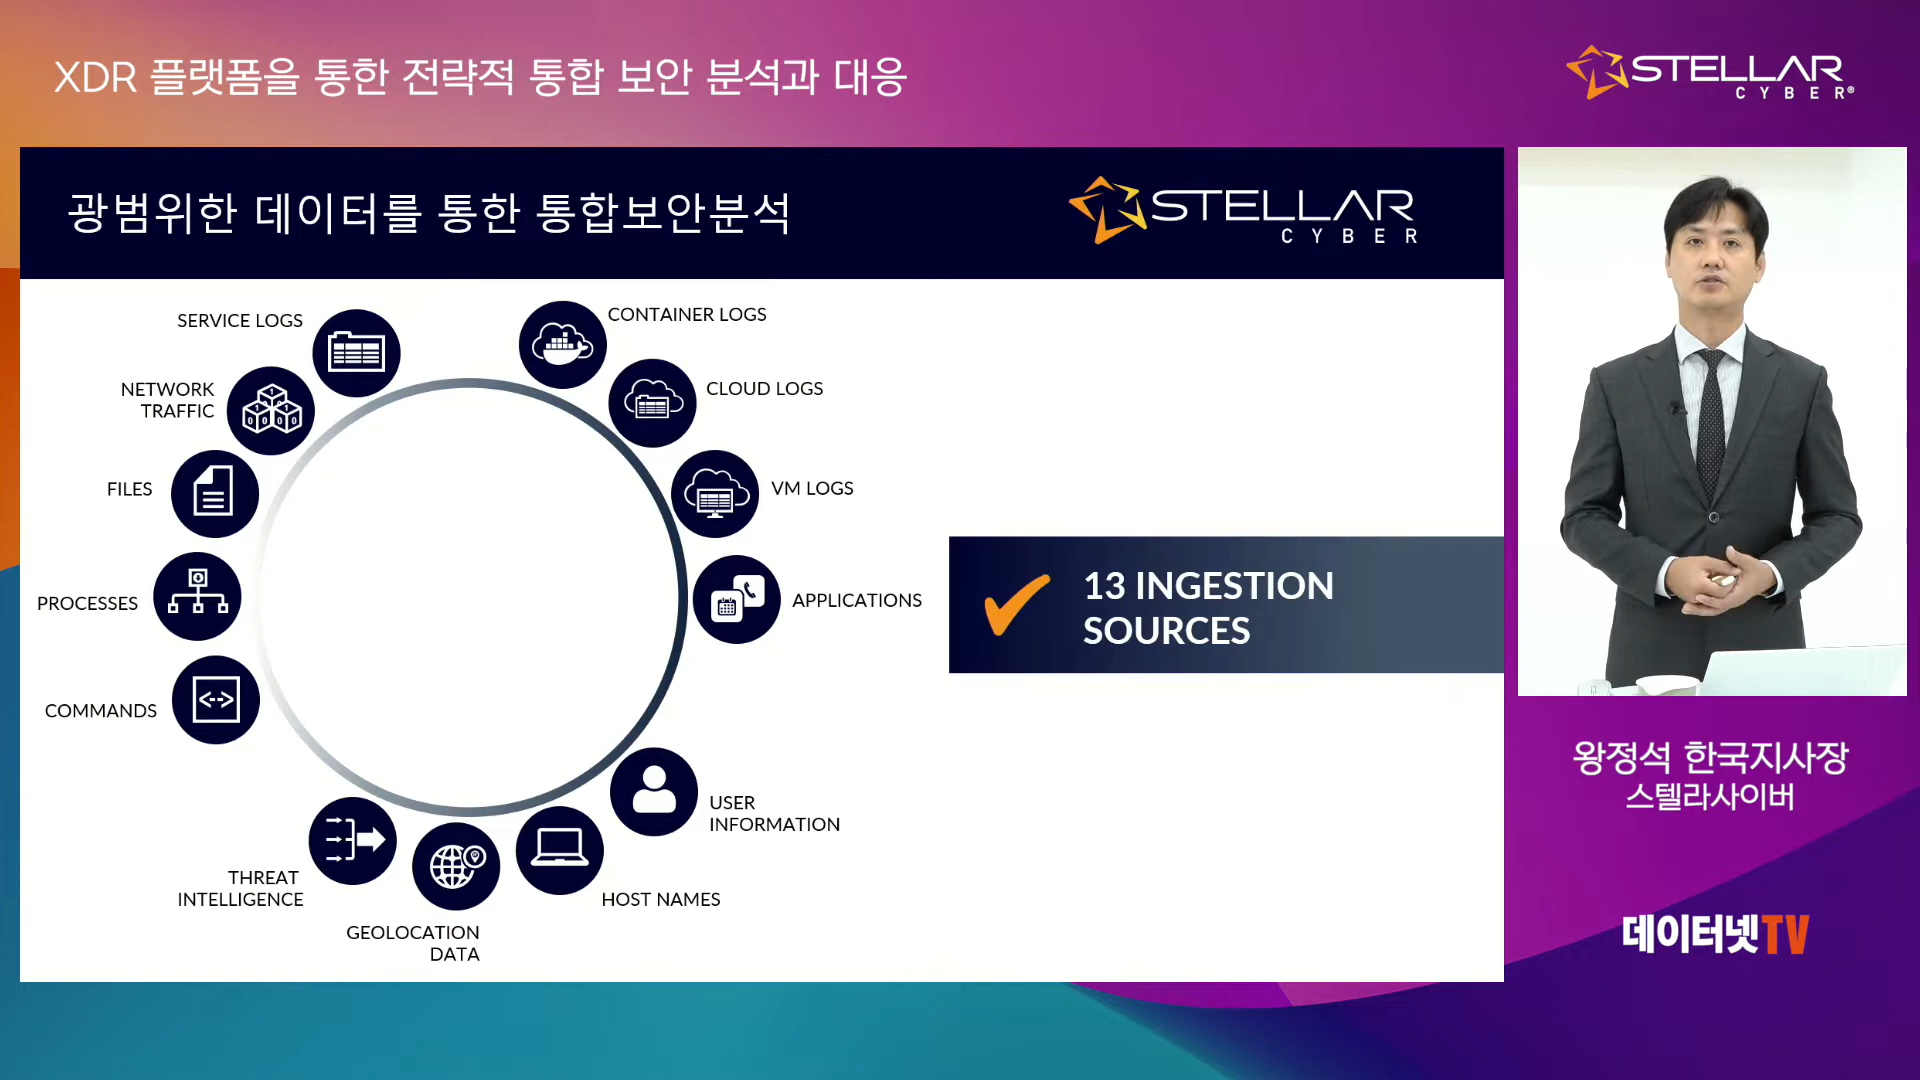 XDR 플랫폼을 통한 전략적 통합 보안 분석과 대응
STELLAR
CYBER®
광범위한 데이터를 통한 통합보안분석
STELLAR
CYBER
SERVICE LOGS
NETWORK
TRAFFIC
FILES
PROCESSES
COMMANDS
THREAT
INTELLIGENCE
GEOLOCATION
DATA
HOST NAMES
USER
INFORMATION
APPLICATIONS
VM LOGS
CLOUD LOGS
CONTAINER LOGS
13 INGESTION
SOURCES
왕정석 한국지사장
스텔라사이버
데이터넷TV